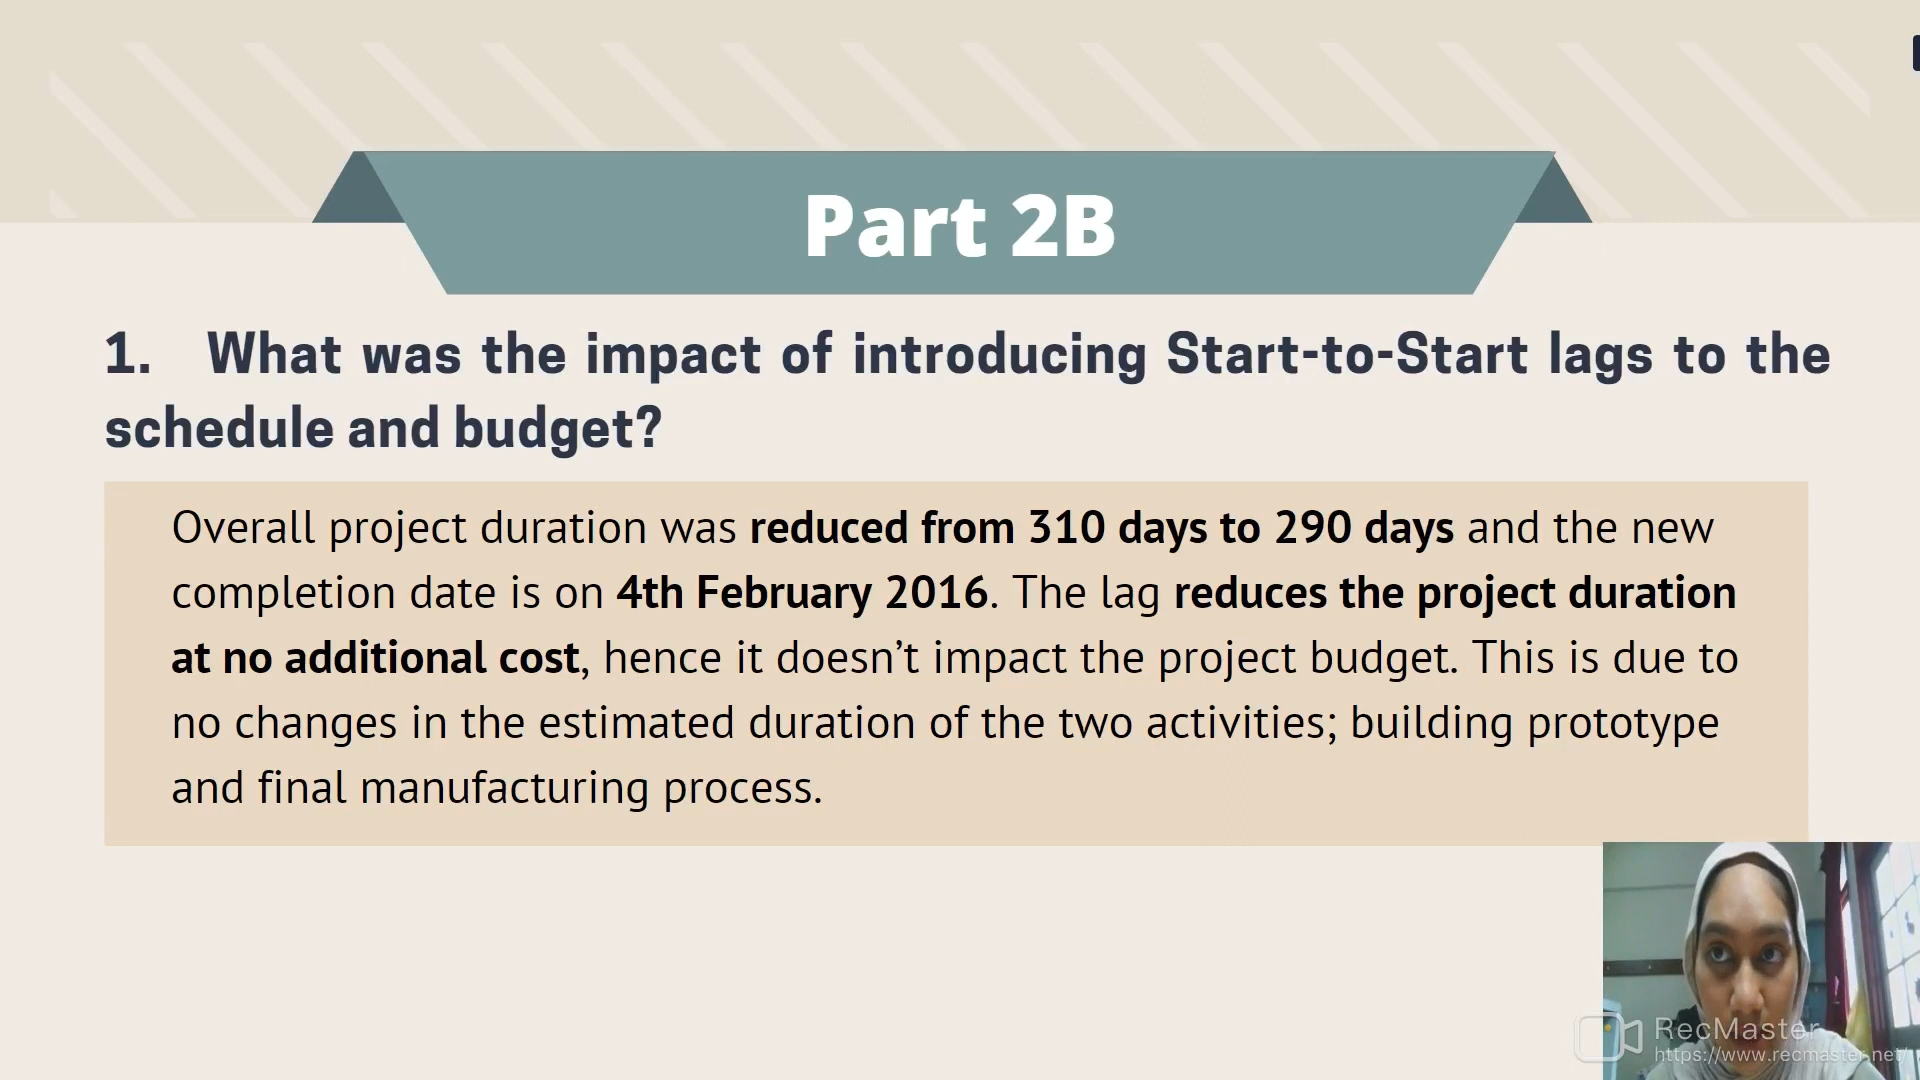 Part 2B
1. What was the impact of introducing Start-to-Start lags to the
schedule and budget?
Overall project duration was reduced from 310 days to 290 days and the new
completion date is on 4th February 2016. The lag reduces the project duration
at no additional cost, hence it doesn’t impact the project budget. This is due to
no changes in the estimated duration of the two activities; building prototype
and final manufacturing process.
RecMaster
https://www.recmaster.net/